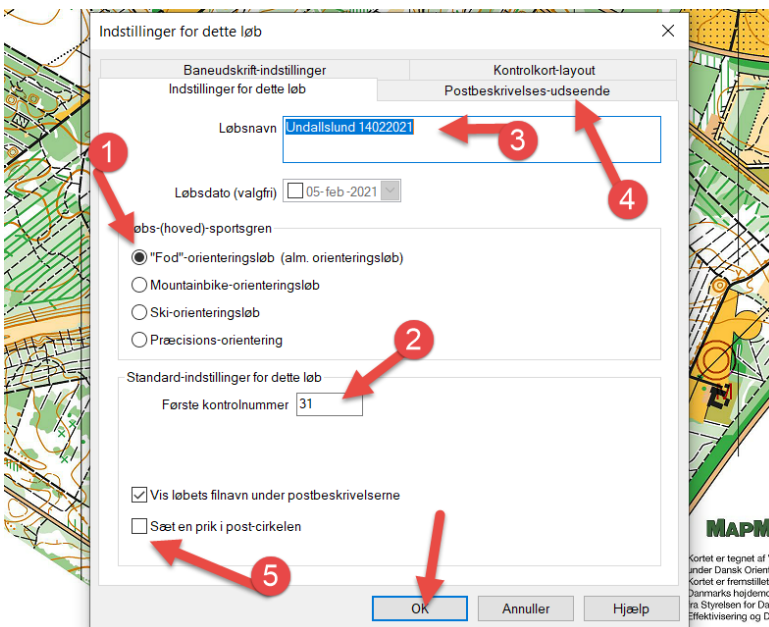 Indstillinger for dette løb
Baneudskrift-indstillinger
Kontrolkort-layout
Indstillinger for dette løb
Postbeskrivelses-udseende
Løbsnavn
Undallslund 14022021
3
1
4
Løbsdato (valgfri)
05-feb -2021
øbs-(hoved)-sportsgren
"Fod"-orienteringsløb (alm. orienteringsløb)
Mountainbike-orienteringsløb
Ski-orienteringsløb
Præcisions-orientering
2
Standard-indstillinger for dette løb
Første kontrolnummer
31
Vis løbets filnavn under postbeskrivelserne
Sæt en prik i post-cirkelen
5
OK
Annuller
Hjælp
MAPM
Kortet er tegnet af
under Dansk Orient
Kortet er fremstillet
Danmarks højdemo
fra Styrelsen for Da
Effektivisering og D